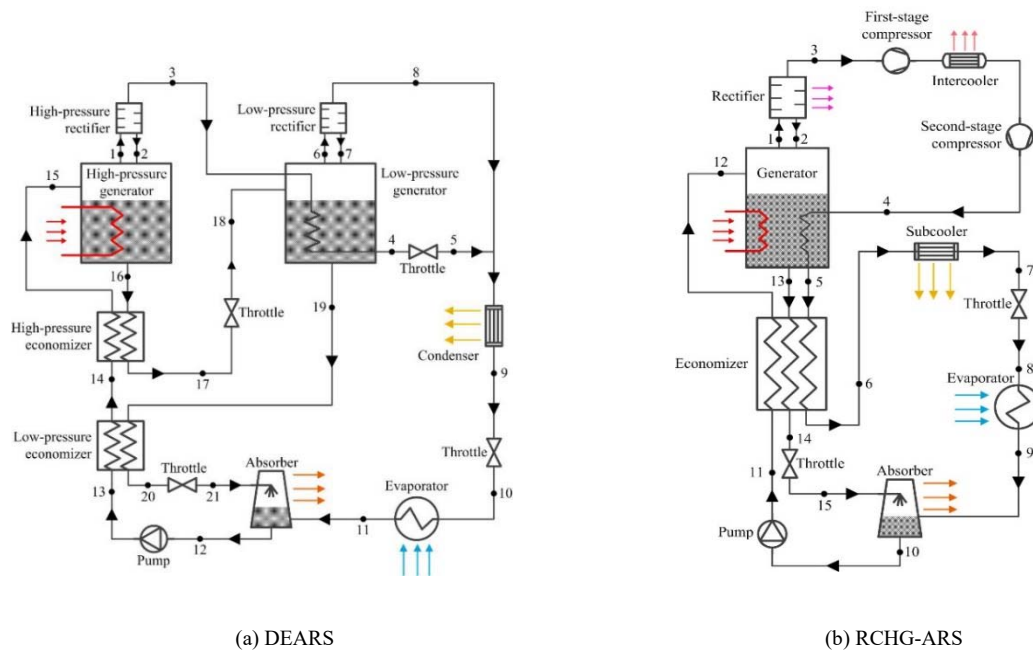 3
High-pressure
rectifier
1
2
15
High-pressure
generator
16
High-pressure
economizer
14
17
Throttle
18
Low-pressure
economizer
13
20
Throttle
21
Absorber
12
Pump
8
Low-pressure
rectifier
6
7
Low-pressure
generator
4
5
Throttle
19
Condenser
9
Throttle
10
Evaporator
11
(a) DEARS
First-stage
compressor
3
Intercooler
Rectifier
1
2
Second-stage
compressor
12
Generator
4
Subcooler
13
5
7
Throttle
Economizer
6
8
Evaporator
9
14
Throttle
11
15
Absorber
Pump
10
(b) RCHG-ARS